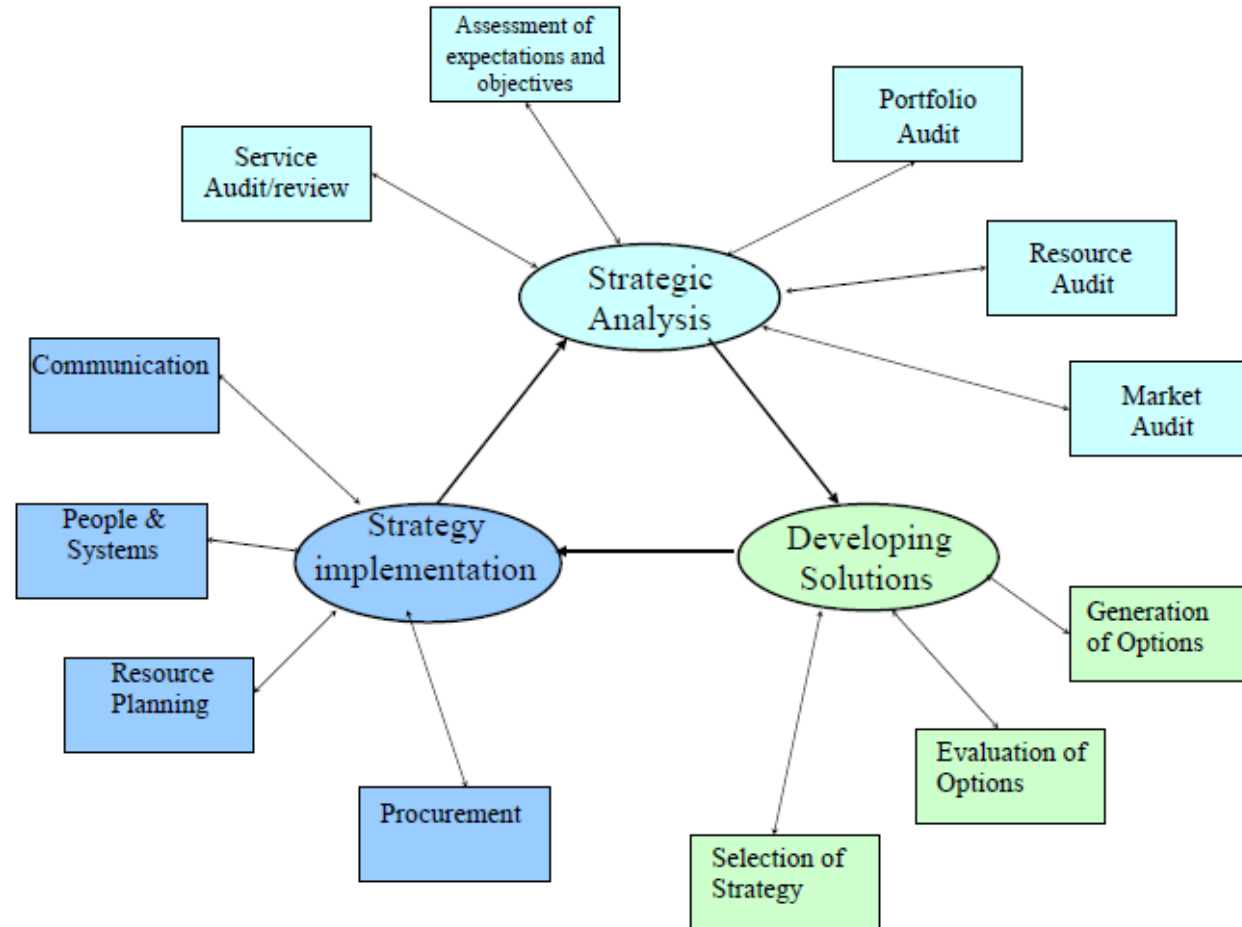 Assessment of
expectations and
objectives
Portfolio
Audit
Service
Audit/review
Resource
Audit
Strategic
Analysis
Communication
Market
Audit
People &
Systems
Strategy
implementation
Developing
Solutions
Generation
of Options
Resource
Planning
Evaluation of
Options
Procurement
Selection of
Strategy